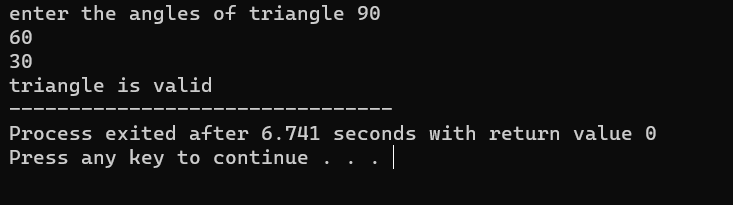 enter the angles of triangle 90
60
30
triangle is valid
--------------------------------
Process exited after 6.741 seconds with return value 0
Press any key to continue . . .